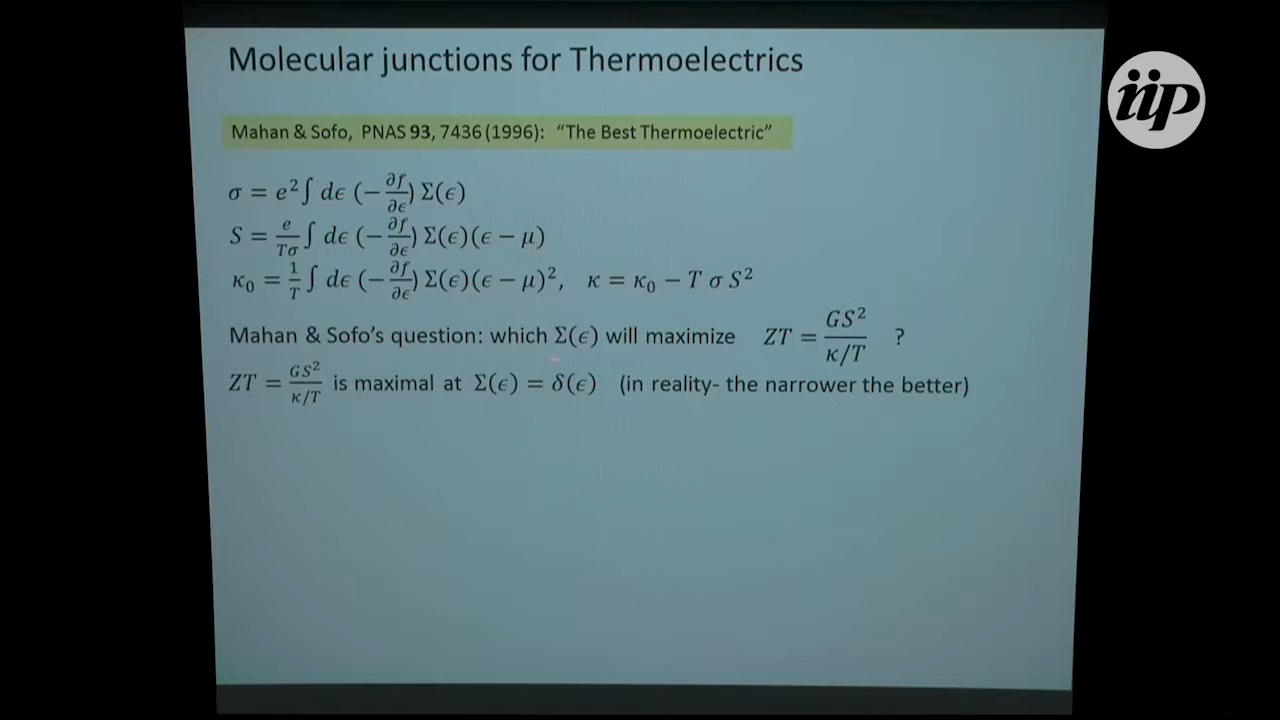 Molecular junctions for Thermoelectrics
iip
Mahan & Sofo, PNAS 93, 7436 (1996): "The Best Thermoelectric"
σ = e²∫ dϵ (−∂f/∂ϵ) Σ(ϵ)
S = e/Tσ ∫ dϵ (−∂f/∂ϵ) Σ(ϵ)(ϵ − μ)
κ₀ = 1/T ∫ dϵ (−∂f/∂ϵ) Σ(ϵ)(ϵ − μ)², κ = κ₀ − T σ S²
Mahan & Sofo's question: which Σ(ϵ) will maximize ZT = GS²/κ/T ?
ZT = GS²/κ/T is maximal at Σ(ϵ) = δ(ϵ) (in reality- the narrower the better)